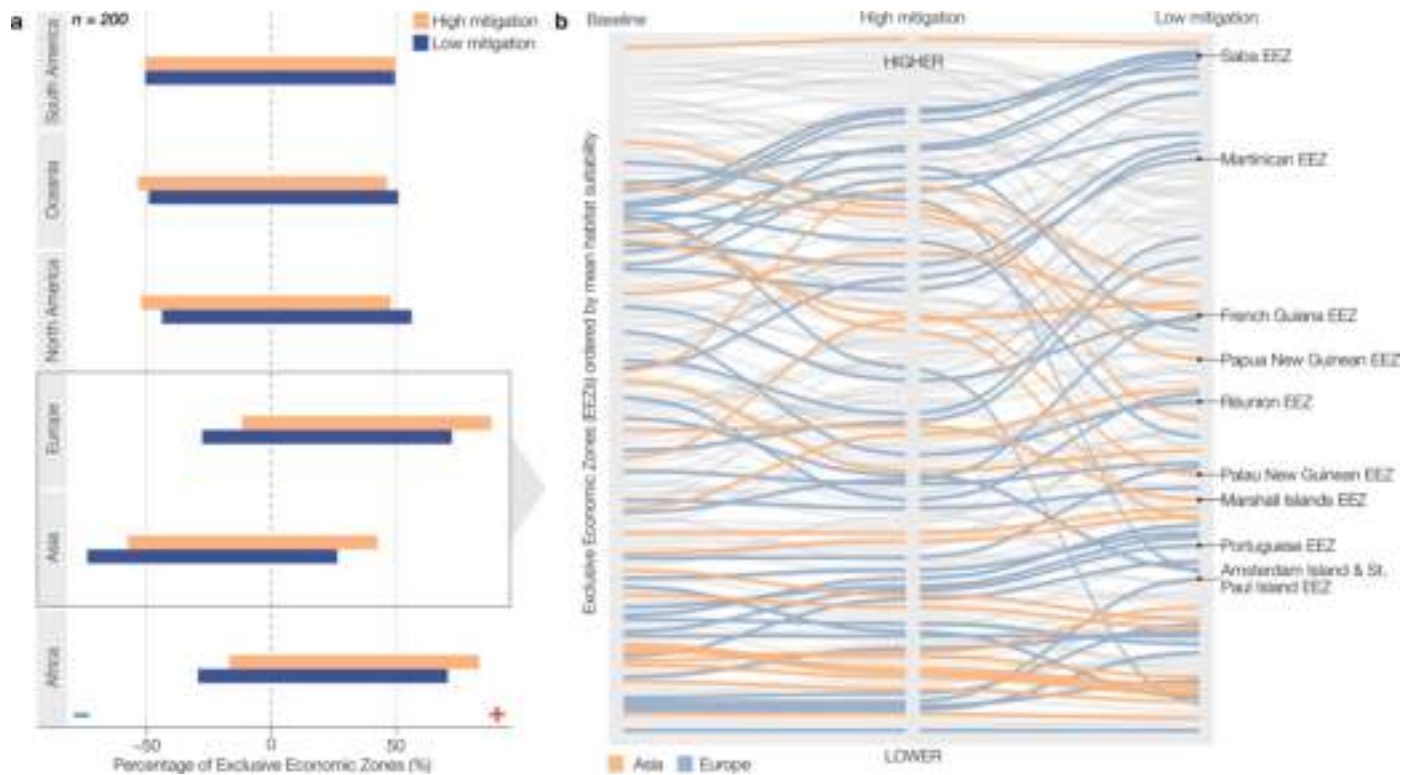 a
n = 200
High mitigation
Low mitigation
South America
Oceania
North America
Europe
Asia
Africa
−
+
−50
0
50
Percentage of Exclusive Economic Zones (%)
b
Baseline
High mitigation
Low mitigation
HIGHER
Exclusive Economic Zones (EEZs) ordered by mean habitat suitability
Saba EEZ
Martinican EEZ
French Guiana EEZ
Papua New Guinean EEZ
Réunion EEZ
Palau New Guinean EEZ
Marshall Islands EEZ
Portuguese EEZ
Amsterdam Island & St.
Paul Island EEZ
LOWER
Asia
Europe